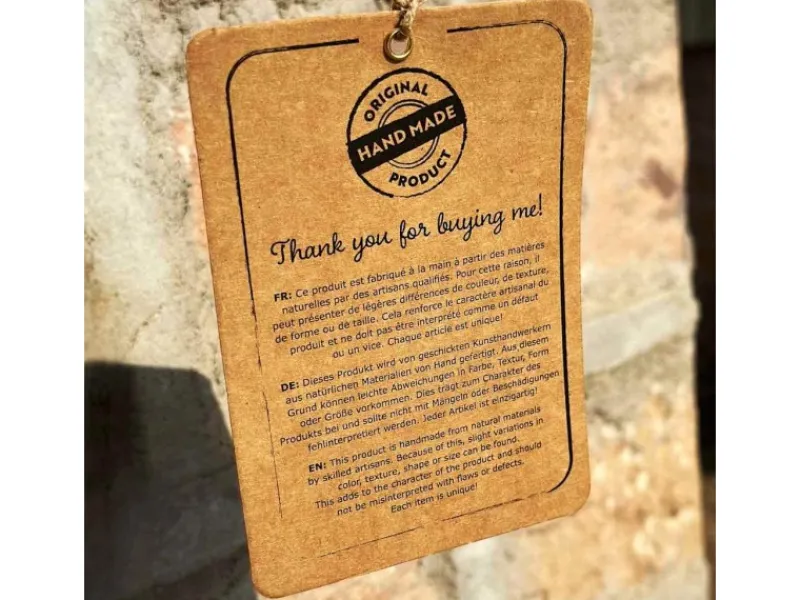 ORIGINAL
HAND MADE
PRODUCT
Thank you for buying me!
FR: Ce produit est fabriqué à la main à partir des matières
naturelles par des artisans qualifiés. Pour cette raison, il
peut présenter de légères différences de couleur, de texture,
de forme ou de taille. Cela renforce le caractère artisanal du
produit et ne doit pas être interprété comme un défaut
ou un vice. Chaque article est unique!
DE: Dieses Produkt wird von geschickten Kunsthandwerkern
aus natürlichen Materialien von Hand gefertigt. Aus diesem
Grund können leichte Abweichungen in Farbe, Textur, Form
oder Größe vorkommen. Dies trägt zum Charakter des
Produkts bei und sollte nicht mit Mängeln oder Beschädigungen
fehlinterpretiert werden. Jeder Artikel ist einzigartig!
EN: This product is handmade from natural materials
by skilled artisans. Because of this, slight variations in
color, texture, shape or size can be found.
This adds to the character of the product and should
not be misinterpreted with flaws or defects.
Each item is unique!